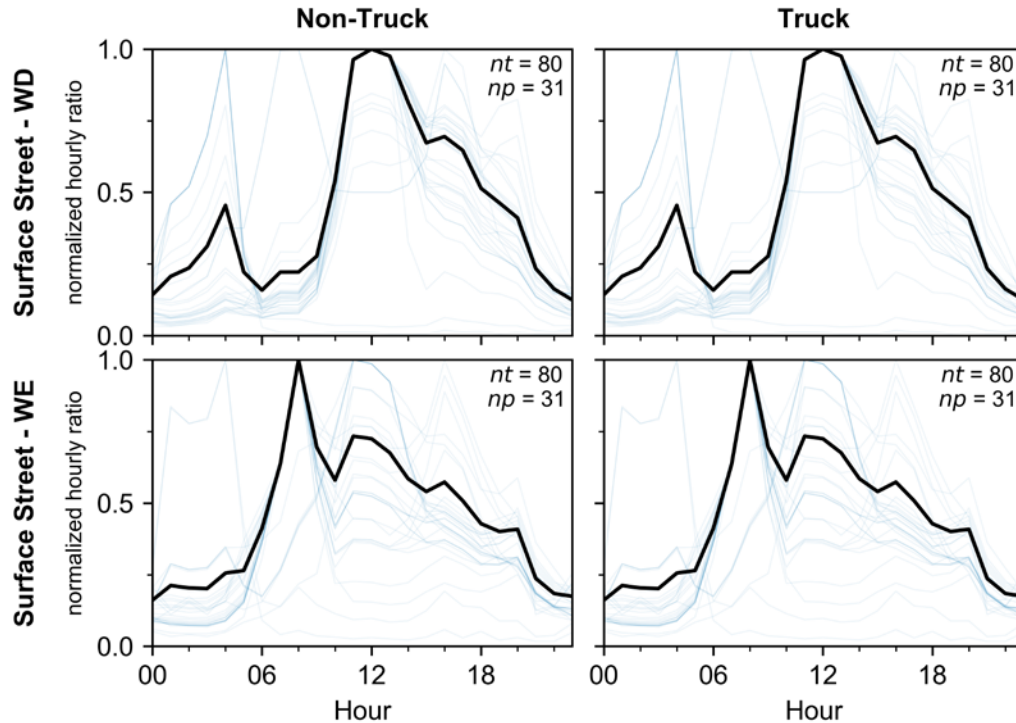 Non-Truck
Truck
Surface Street - WD
normalized hourly ratio
1.0
0.5
0.0
nt = 80
np = 31
nt = 80
np = 31
Surface Street - WE
normalized hourly ratio
1.0
0.5
0.0
nt = 80
np = 31
nt = 80
np = 31
00 06 12 18
00 06 12 18
Hour
Hour